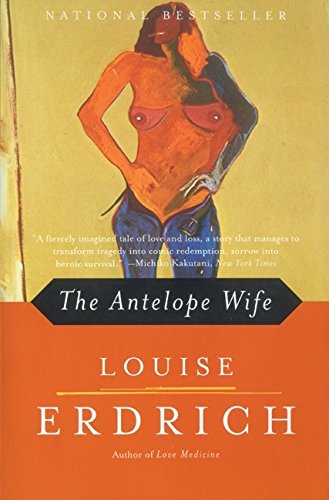 NATIONAL BESTSELLER
"A fiercely imagined tale of love and loss, a story that manages to
transform tragedy into comic redemption, sorrow into
heroic survival." —Michiko Kakutani, New York Times
The Antelope Wife
LOUISE
ERDRICH
Author of Love Medicine